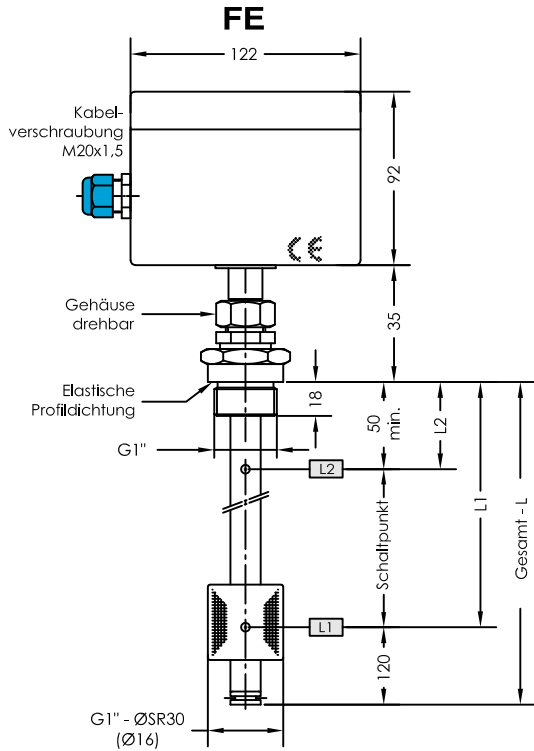 FE
122
Kabel-
verschraubung
M20x1,5
92
CE
Gehäuse
drehbar
35
Elastische
Profildichtung
18
50
min.
L2
G1"
L2
Schaltpunkt
L1
Gesamt - L
L1
120
G1" - ØSR30
(Ø16)